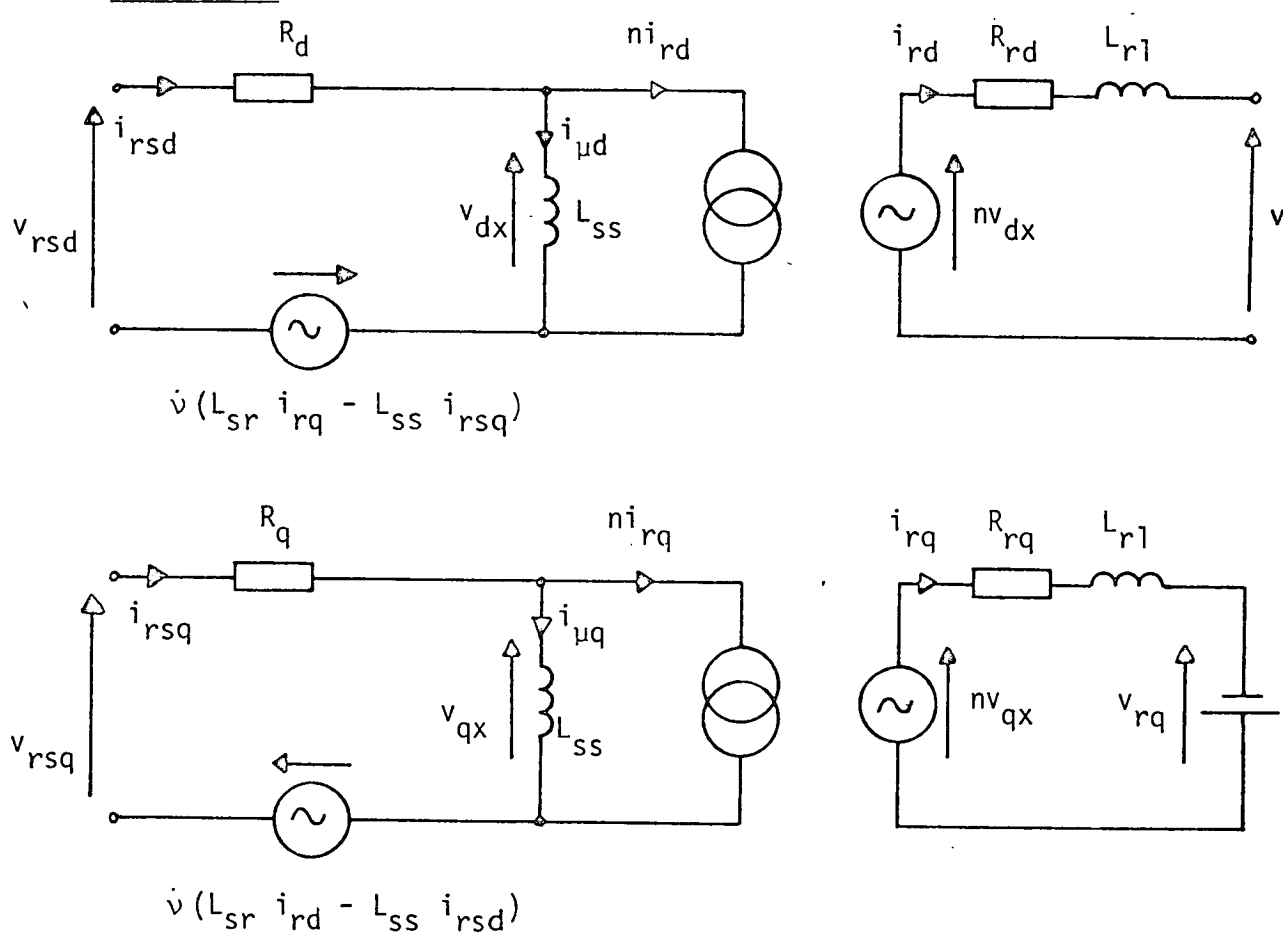 R_d
ni_rd
i_rd
R_rd
L_rl
i_rsd
i_μd
v_rsd
v_dx
L_ss
nv_dx
v
ν̇ (L_sr i_rq - L_ss i_rsq)
R_q
ni_rq
i_rq
R_rq
L_rl
i_rsq
i_μq
v_rsq
v_qx
L_ss
nv_qx
v_rq
ν̇ (L_sr i_rd - L_ss i_rsd)